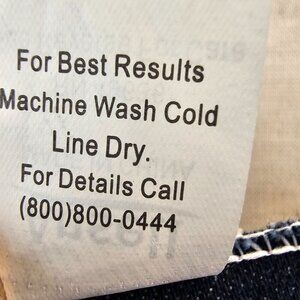 For Best Results
Machine Wash Cold
Line Dry.
For Details Call
(800)800-0444